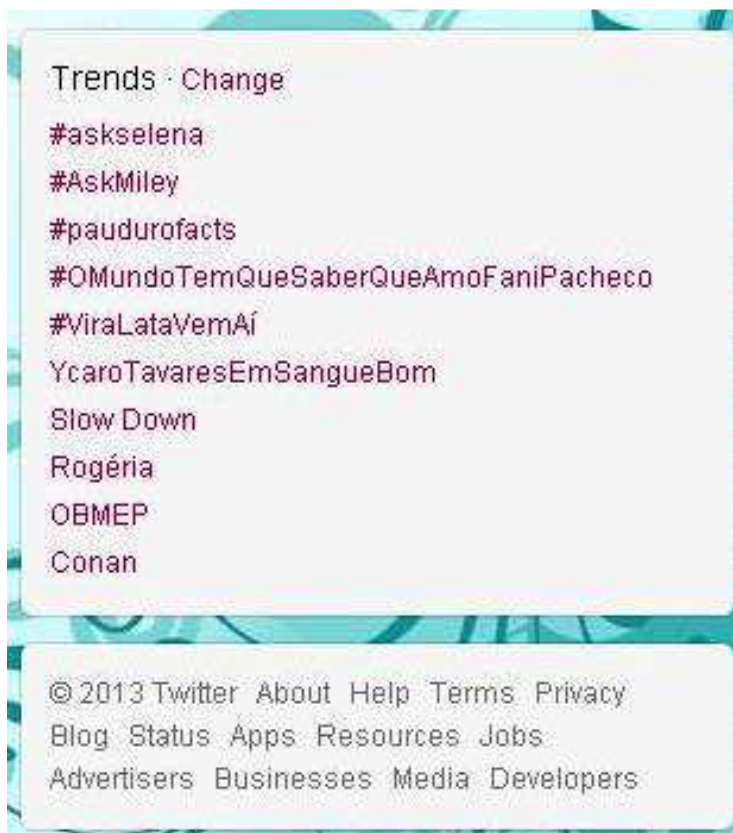 Trends · Change
#askselena
#AskMiley
#paudurofacts
#OMundoTemQueSaberQueAmoFaniPacheco
#ViraLataVemAí
YcaroTavaresEmSangueBom
Slow Down
Rogéria
OBMEP
Conan
© 2013 Twitter About Help Terms Privacy
Blog Status Apps Resources Jobs
Advertisers Businesses Media Developers